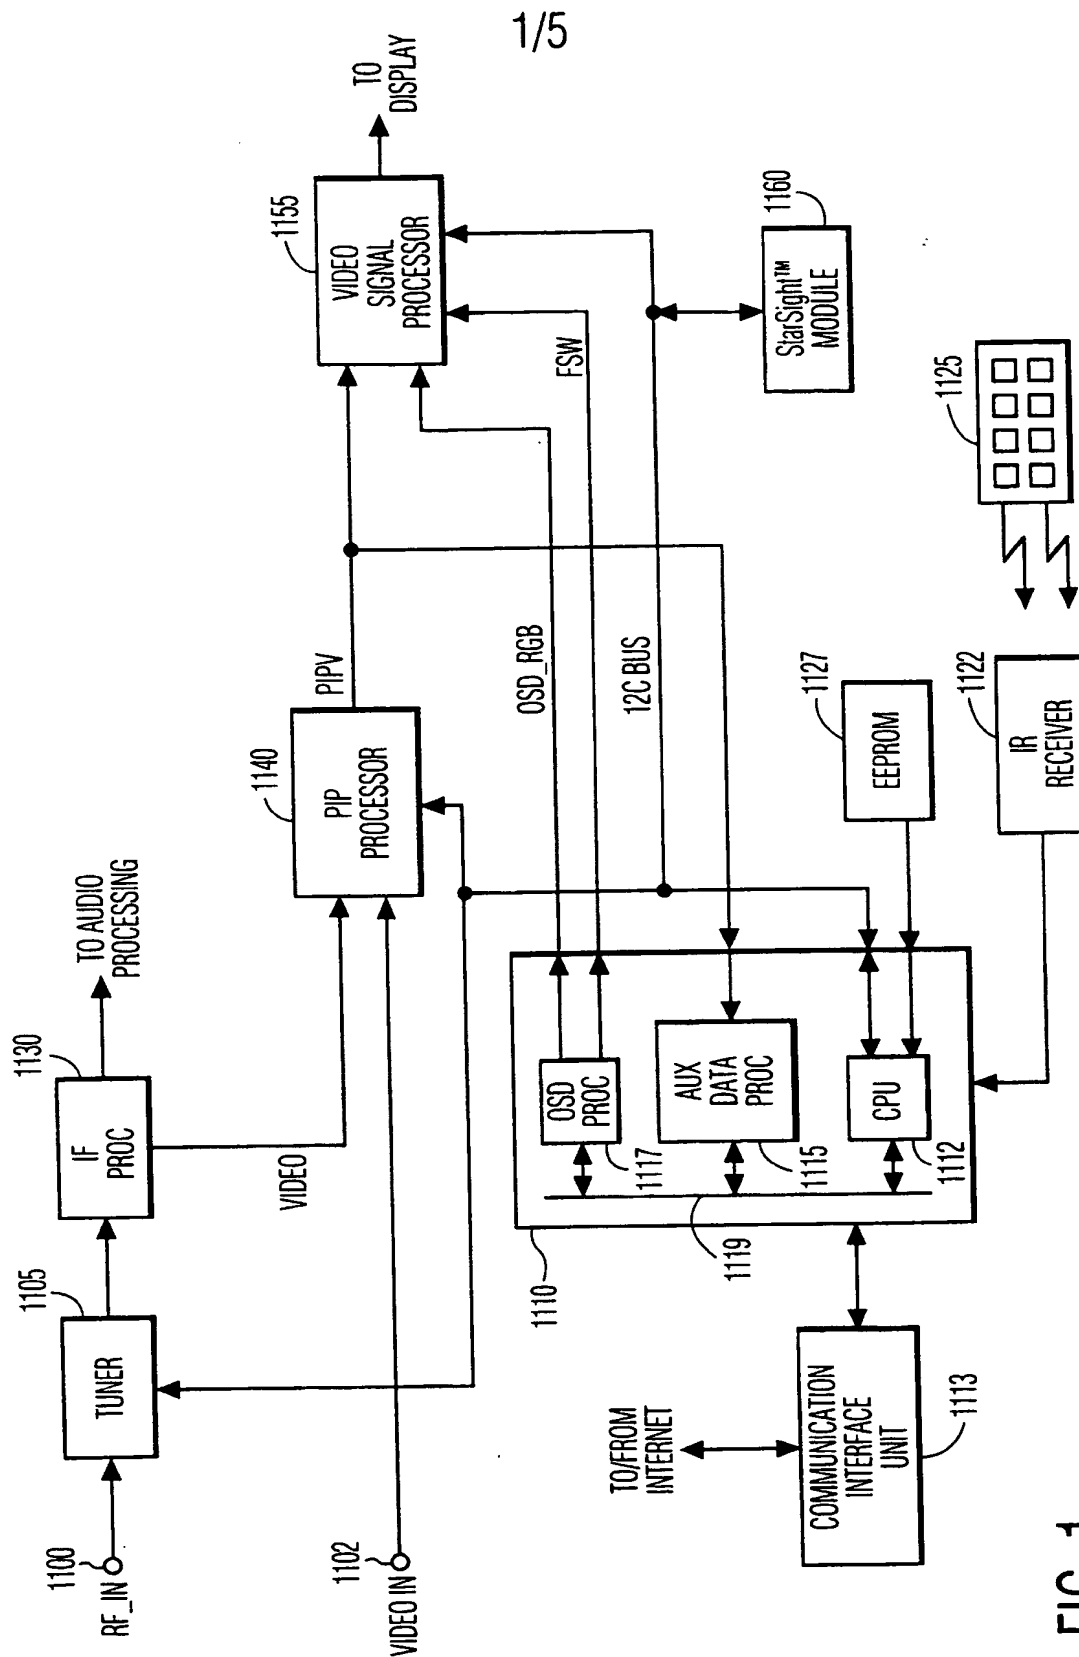 1/5
RF_IN
1100
TUNER
1105
IF
PROC
1130
TO AUDIO
PROCESSING
VIDEO
VIDEO IN
1102
PIP
PROCESSOR
1140
PIPV
VIDEO
SIGNAL
PROCESSOR
1155
TO
DISPLAY
OSD_RGB
FSW
12C BUS
StarSight™
MODULE
1160
1110
OSD
PROC
1117
AUX
DATA
PROC
1115
CPU
1112
1119
EEPROM
1127
IR
RECEIVER
1122
1125
TO/FROM
INTERNET
COMMUNICATION
INTERFACE
UNIT
1113
FIG. 1